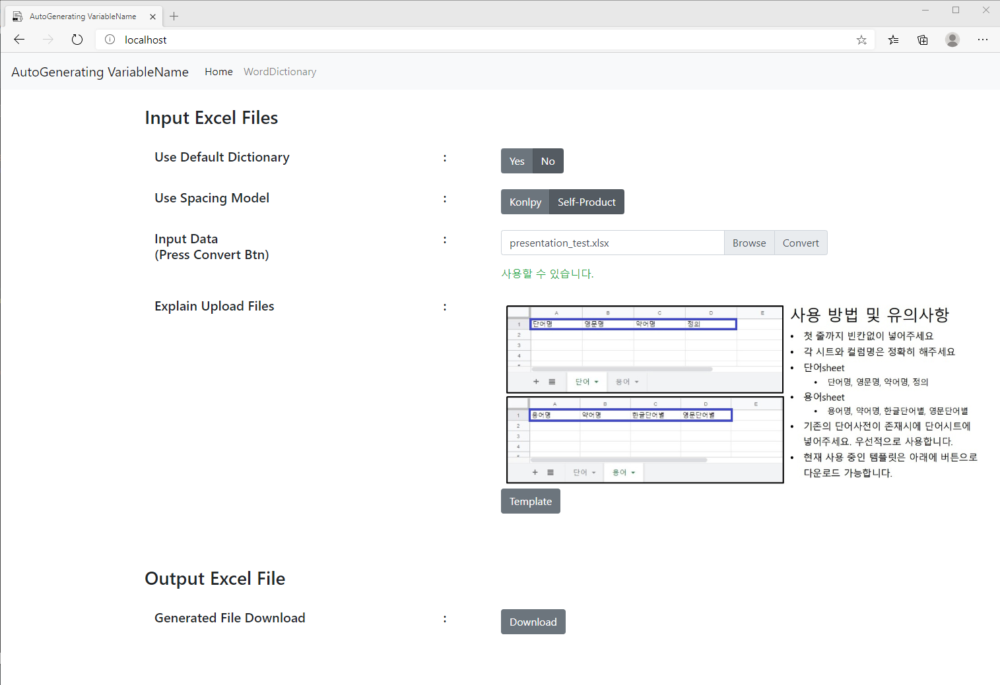 AutoGenerating VariableName
localhost
AutoGenerating VariableName Home WordDictionary
Input Excel Files
Use Default Dictionary : Yes No
Use Spacing Model : Konlpy Self-Product
Input Data : presentation_test.xlsx Browse Convert
(Press Convert Btn)
사용할 수 있습니다.
Explain Upload Files :
A B C D E
1 단어명 영문명 약어명 정의
2
3
4
단어 용어
A B C D E
1 용어명 약어명 한글단어별 영문단어별
2
3
4
단어 용어
사용 방법 및 유의사항
• 첫 줄까지 빈칸없이 넣어주세요
• 각 시트와 컬럼명은 정확히 해주세요
• 단어sheet
• 단어명, 영문명, 약어명, 정의
• 용어sheet
• 용어명, 약어명, 한글단어별, 영문단어별
• 기존의 단어사전이 존재시에 단어시트에
넣어주세요. 우선적으로 사용합니다.
• 현재 사용 중인 템플릿은 아래에 버튼으로
다운로드 가능합니다.
Template
Output Excel File
Generated File Download : Download